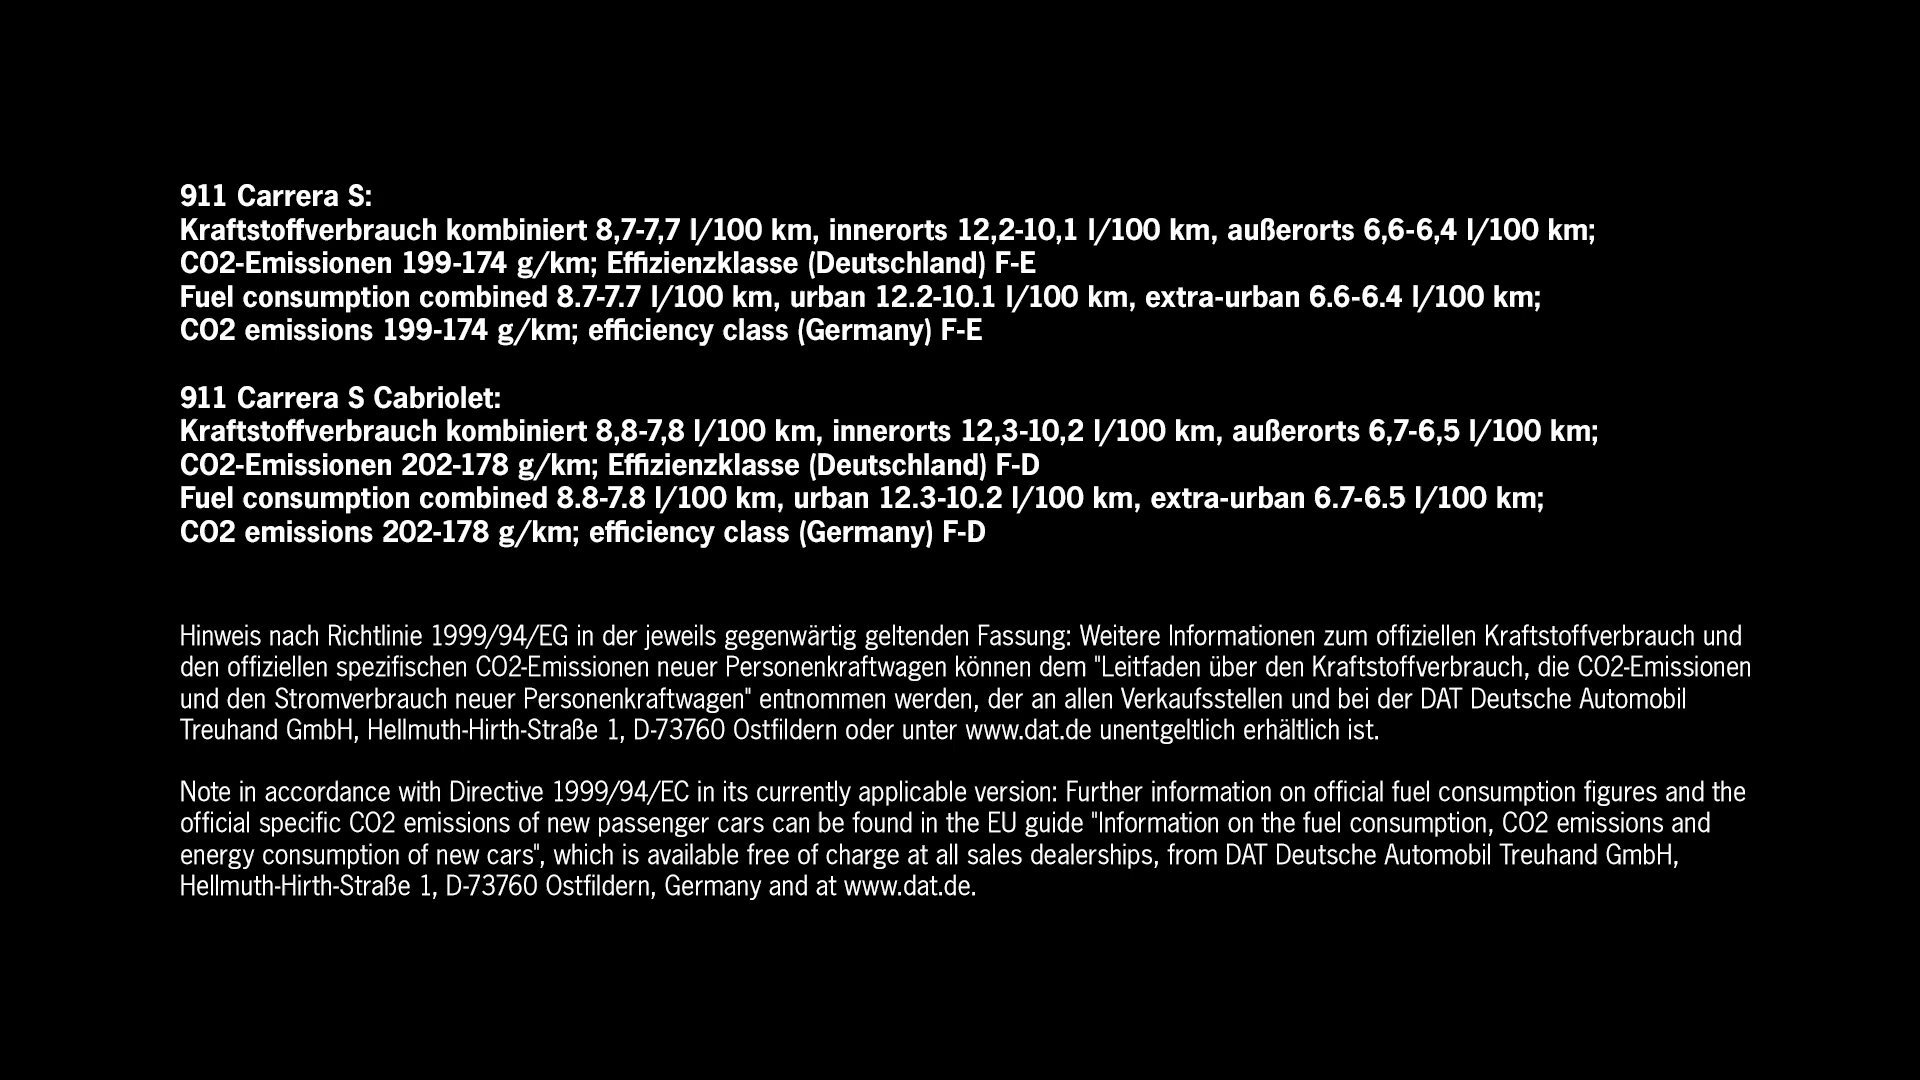 911 Carrera S:
Kraftstoffverbrauch kombiniert 8,7-7,7 l/100 km, innerorts 12,2-10,1 l/100 km, außerorts 6,6-6,4 l/100 km;
CO2-Emissionen 199-174 g/km; Effizienzklasse (Deutschland) F-E
Fuel consumption combined 8.7-7.7 l/100 km, urban 12.2-10.1 l/100 km, extra-urban 6.6-6.4 l/100 km;
CO2 emissions 199-174 g/km; efficiency class (Germany) F-E
911 Carrera S Cabriolet:
Kraftstoffverbrauch kombiniert 8,8-7,8 l/100 km, innerorts 12,3-10,2 l/100 km, außerorts 6,7-6,5 l/100 km;
CO2-Emissionen 202-178 g/km; Effizienzklasse (Deutschland) F-D
Fuel consumption combined 8.8-7.8 l/100 km, urban 12.3-10.2 l/100 km, extra-urban 6.7-6.5 l/100 km;
CO2 emissions 202-178 g/km; efficiency class (Germany) F-D
Hinweis nach Richtlinie 1999/94/EG in der jeweils gegenwärtig geltenden Fassung: Weitere Informationen zum offiziellen Kraftstoffverbrauch und
den offiziellen spezifischen CO2-Emissionen neuer Personenkraftwagen können dem "Leitfaden über den Kraftstoffverbrauch, die CO2-Emissionen
und den Stromverbrauch neuer Personenkraftwagen" entnommen werden, der an allen Verkaufsstellen und bei der DAT Deutsche Automobil
Treuhand GmbH, Hellmuth-Hirth-Straße 1, D-73760 Ostfildern oder unter www.dat.de unentgeltlich erhältlich ist.
Note in accordance with Directive 1999/94/EC in its currently applicable version: Further information on official fuel consumption figures and the
official specific CO2 emissions of new passenger cars can be found in the EU guide "Information on the fuel consumption, CO2 emissions and
energy consumption of new cars", which is available free of charge at all sales dealerships, from DAT Deutsche Automobil Treuhand GmbH,
Hellmuth-Hirth-Straße 1, D-73760 Ostfildern, Germany and at www.dat.de.